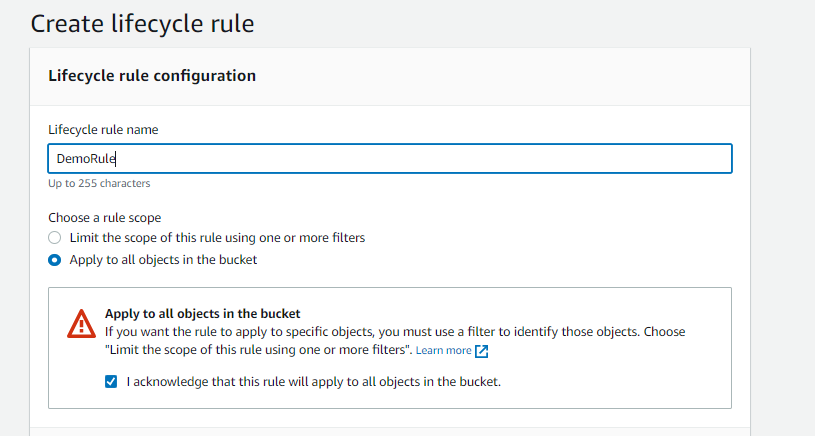 Create lifecycle rule
Lifecycle rule configuration
Lifecycle rule name
DemoRule
Up to 255 characters
Choose a rule scope
Limit the scope of this rule using one or more filters
Apply to all objects in the bucket
Apply to all objects in the bucket
If you want the rule to apply to specific objects, you must use a filter to identify those objects. Choose
"Limit the scope of this rule using one or more filters". Learn more
I acknowledge that this rule will apply to all objects in the bucket.